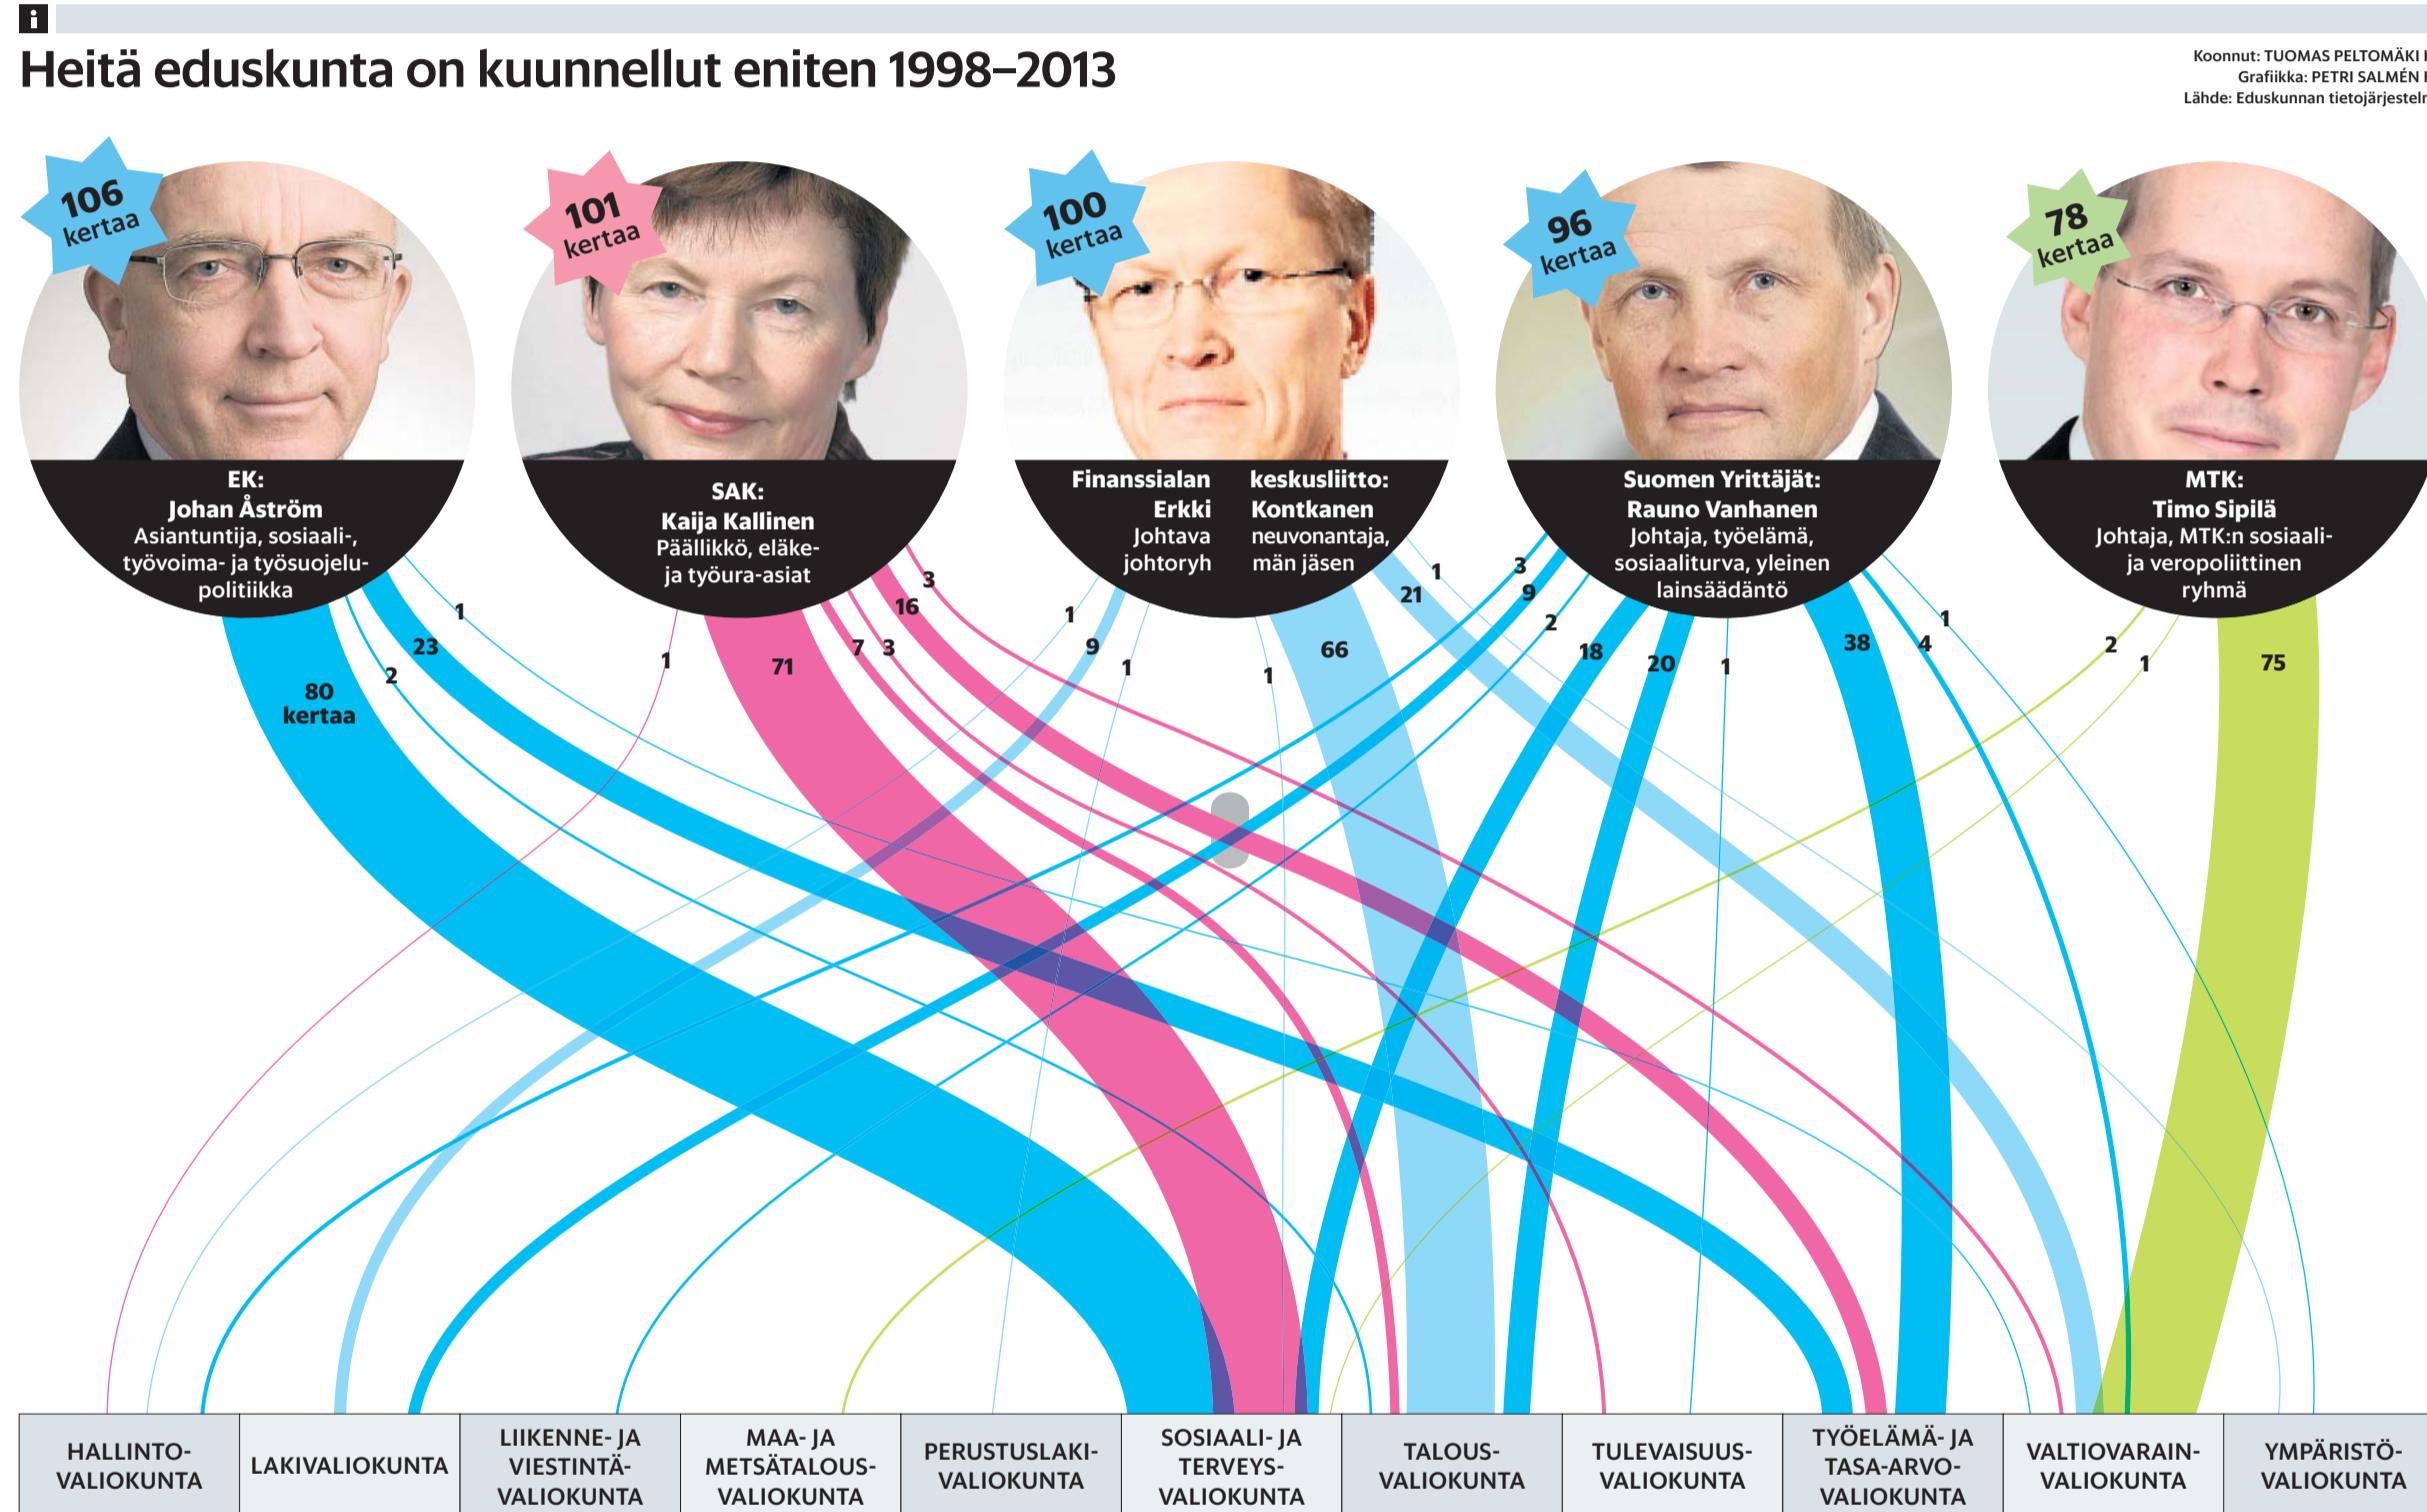 i
Heitä eduskunta on kuunnellut eniten 1998–2013
Koonnut: TUOMAS PELTOMÄKI
Grafiikka: PETRI SALMÉN
Lähde: Eduskunnan
106
kertaa
101
kertaa
100
kertaa
96
kertaa
78
kertaa
EK:
Johan Åström
Asiantuntija, sosiaali-,
työvoima- ja työsuojelu-
politiikka
SAK:
Kaija Kallinen
Päällikkö, eläke-
ja työura-asiat
Finanssialan keskusliitto:
Erkki Kontkanen
Johtava neuvonantaja,
johtoryh män jäsen
Suomen Yrittäjät:
Rauno Vanhanen
Johtaja, työelämä,
sosiaaliturva, yleinen
lainsäädäntö
MTK:
Timo Sipilä
Johtaja, MTK:n sosiaali-
ja veropoliittinen
ryhmä
80
kertaa
2
23
1
1
71
7
3
16
3
1
9
1
1
66
21
1
3
9
2
18
20
1
38
4
1
2
1
75
HALLINTO-
VALIOKUNTA
LAKIVALIOKUNTA
LIIKENNE- JA
VIESTINTÄ-
VALIOKUNTA
MAA- JA
METSÄTALOUS-
VALIOKUNTA
PERUSTUSLAKI-
VALIOKUNTA
SOSIAALI- JA
TERVEYS-
VALIOKUNTA
TALOUS-
VALIOKUNTA
TULEVAISUUS-
VALIOKUNTA
TYÖELÄMÄ- JA
TASA-ARVO-
VALIOKUNTA
VALTIOVARAIN-
VALIOKUNTA
YMPÄRISTÖ-
VALIOKUNTA